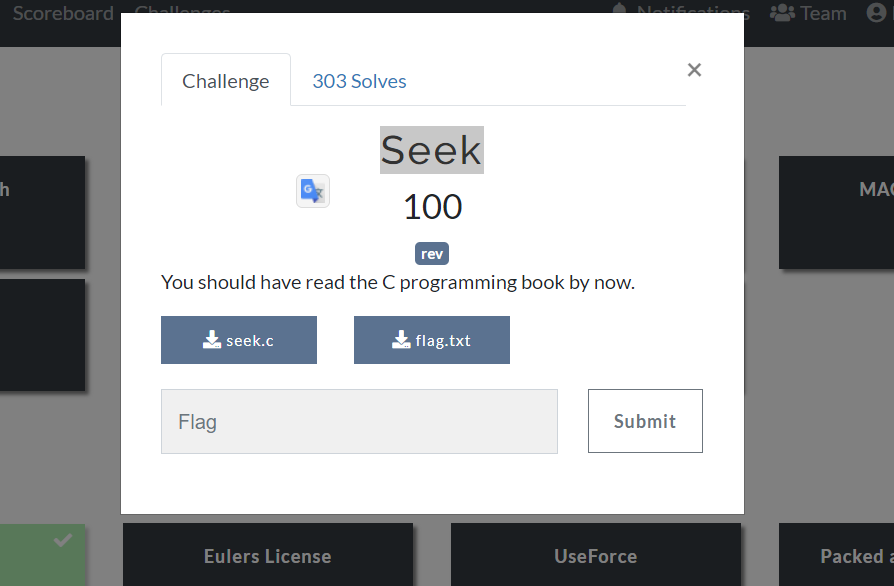 Scoreboard Challenges Notifications Team
Challenge
303 Solves
×
Seek
100
rev
You should have read the C programming book by now.
seek.c
flag.txt
Flag
Submit
h
MAC
Eulers License
UseForce
Packed a